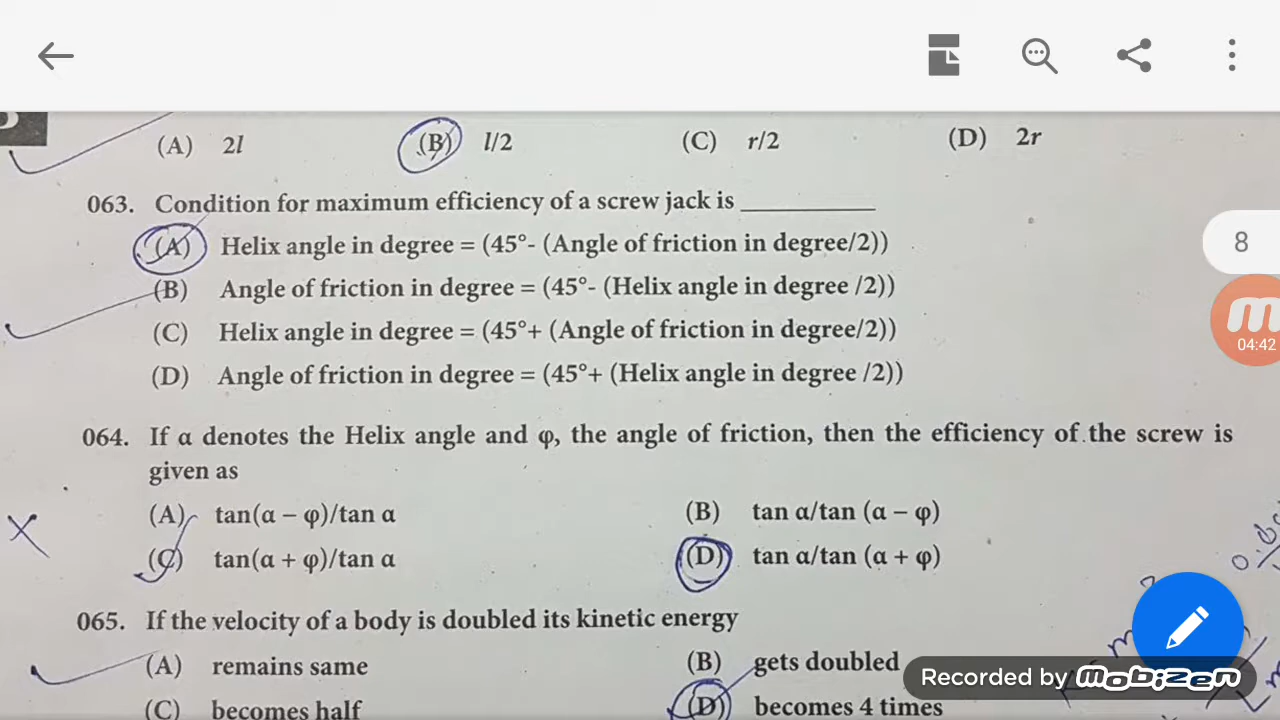 (A) 2l (B) l/2 (C) r/2 (D) 2r
063. Condition for maximum efficiency of a screw jack is __________
(A) Helix angle in degree = (45°- (Angle of friction in degree/2))
8
(B) Angle of friction in degree = (45°- (Helix angle in degree /2))
(C) Helix angle in degree = (45°+ (Angle of friction in degree/2))
04:42
(D) Angle of friction in degree = (45°+ (Helix angle in degree /2))
064. If α denotes the Helix angle and φ, the angle of friction, then the efficiency of the screw is
given as
(A) tan(α − φ)/tan α (B) tan α/tan (α − φ)
(C) tan(α + φ)/tan α (D) tan α/tan (α + φ)
065. If the velocity of a body is doubled its kinetic energy
(A) remains same (B) gets doubled
Recorded by mobizen
(C) becomes half (D) becomes 4 times